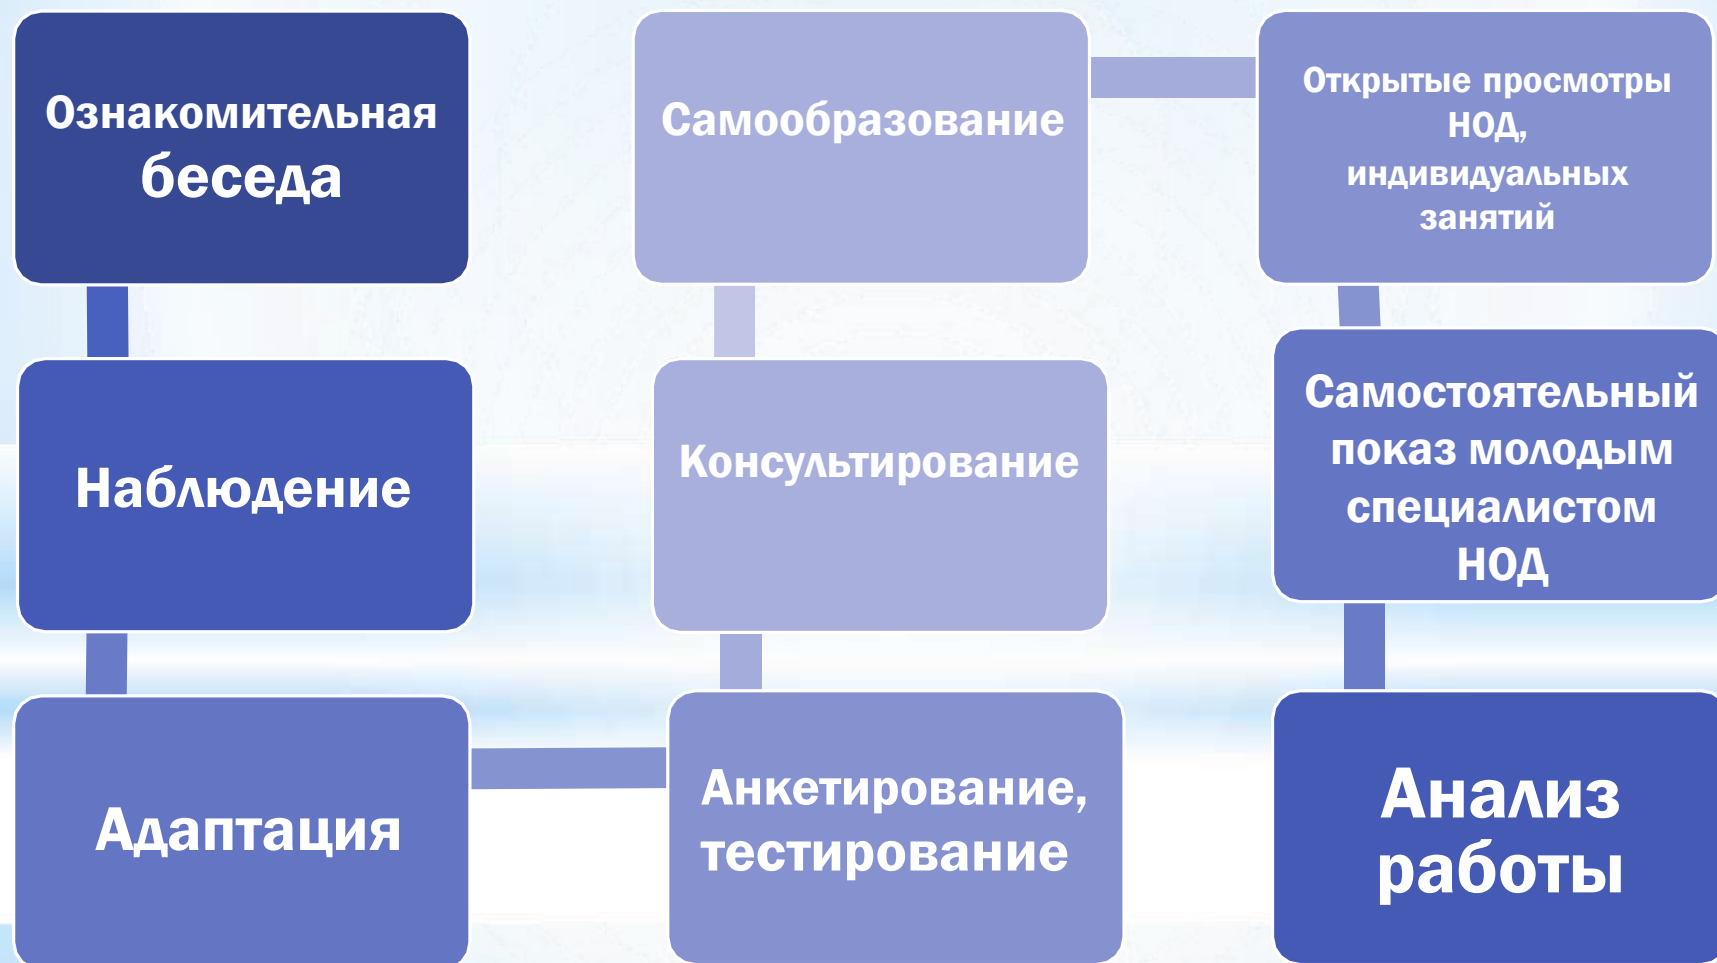 Ознакомительная
беседа
Наблюдение
Адаптация
Анкетирование,
тестирование
Консультирование
Самообразование
Открытые просмотры
НОД,
индивидуальных
занятий
Самостоятельный
показ молодым
специалистом
НОД
Анализ
работы